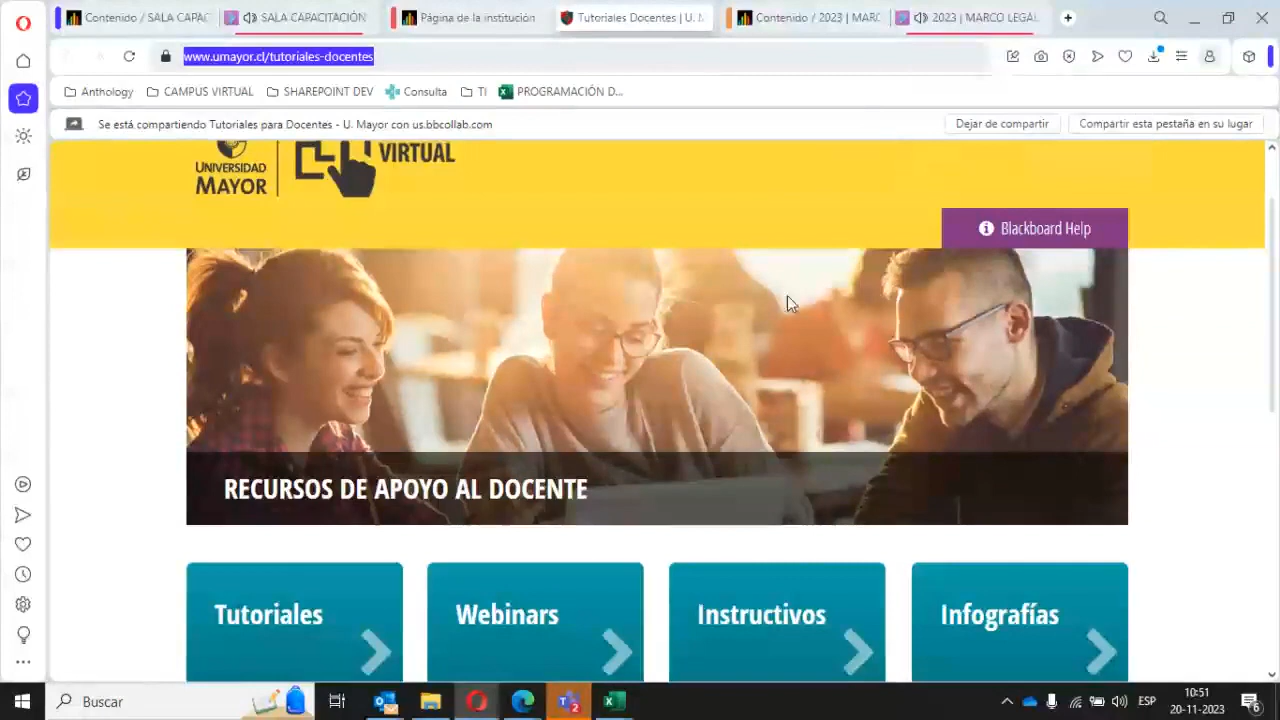 Contenido / SALA CAPAC
SALA CAPACITACIÓN
Página de la institución
Tutoriales Docentes | U. M
Contenido / 2023 | MARC
2023 | MARCO LEGAL
www.umayor.cl/tutoriales-docentes
Anthology
CAMPUS VIRTUAL
SHAREPOINT DEV
Consulta
TI
PROGRAMACIÓN D...
Se está compartiendo Tutoriales para Docentes - U. Mayor con us.bbcollab.com
Dejar de compartir
Compartir esta pestaña en su lugar
UNIVERSIDAD
MAYOR
VIRTUAL
Blackboard Help
RECURSOS DE APOYO AL DOCENTE
Tutoriales
Webinars
Instructivos
Infografías
Buscar
ESP
10:51
20-11-2023